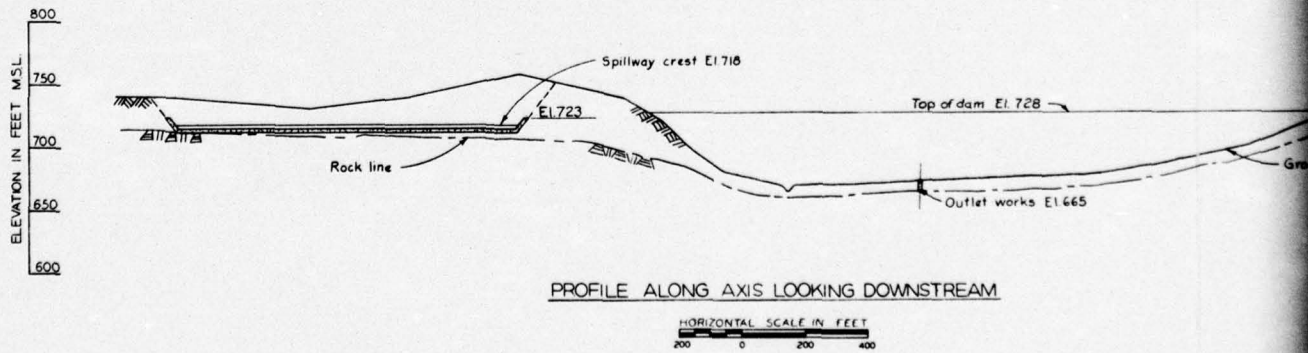 800
750
700
650
600
ELEVATION IN FEET M.S.L.
Spillway crest El.718
El.723
Top of dam El. 728
Rock line
Outlet works El.665
PROFILE ALONG AXIS LOOKING DOWNSTREAM
HORIZONTAL SCALE IN FEET
200 0 200 400